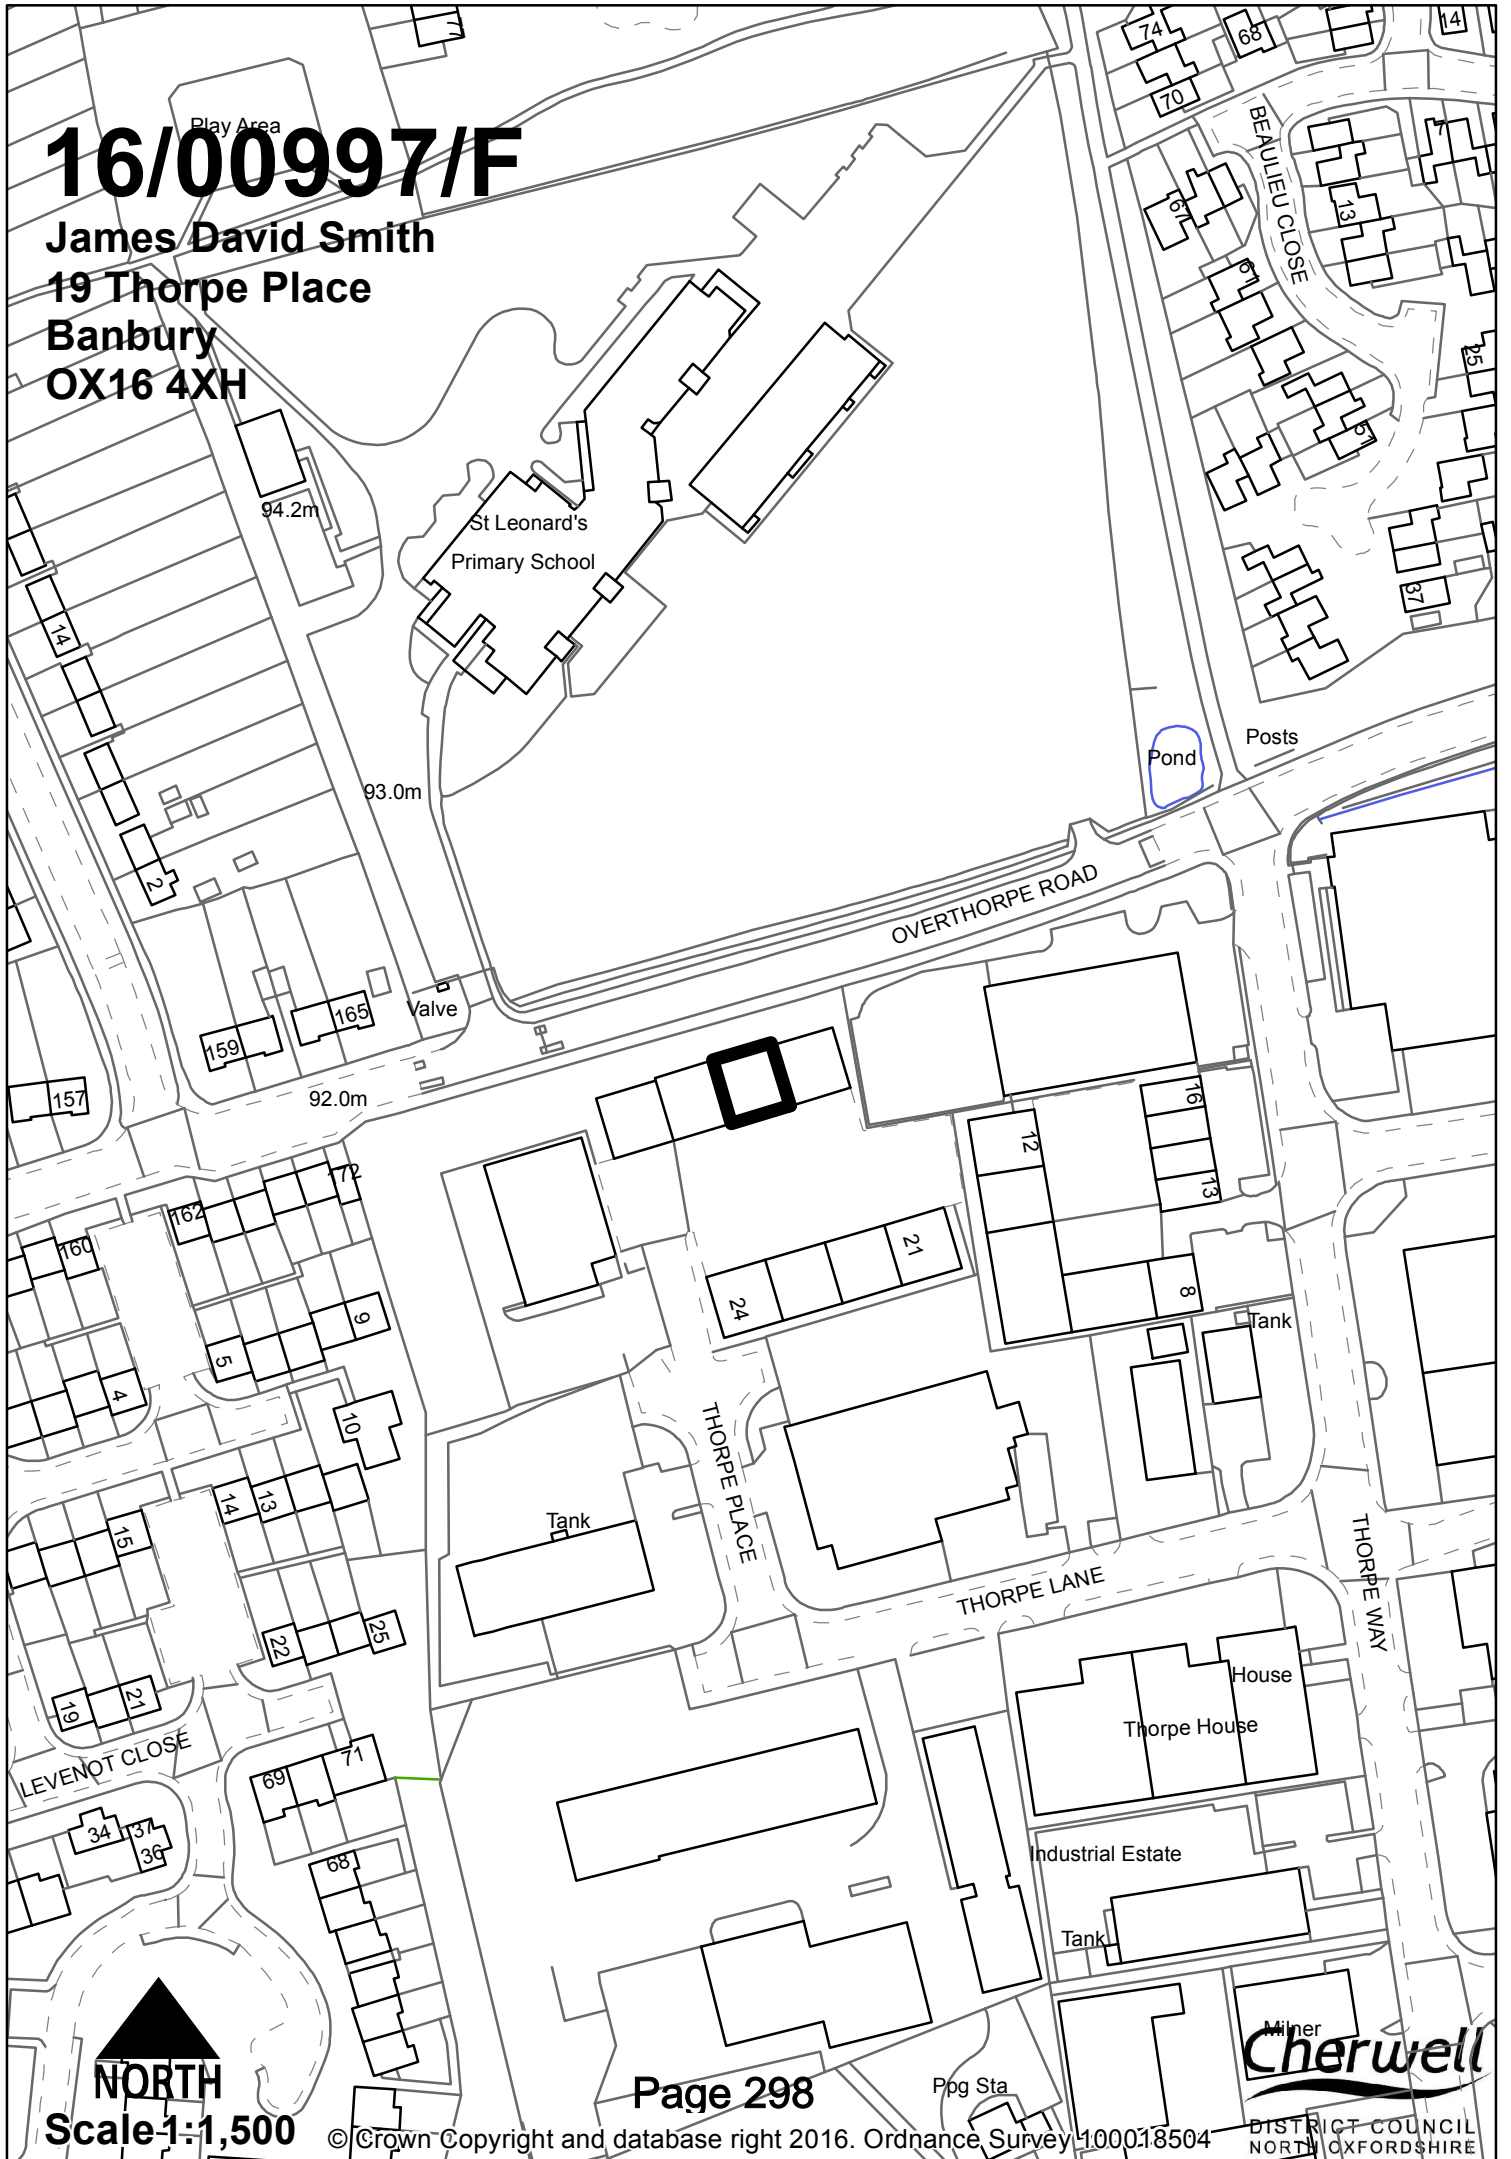 77
74
68
14
Play Area
16/00997/F
James David Smith
19 Thorpe Place
Banbury
OX16 4XH
70
BEAULIEU CLOSE
7
67
13
61
25
51
94.2m
St Leonard's
Primary School
37
14
Posts
Pond
93.0m
2
OVERTHORPE ROAD
Valve
165
159
157
92.0m
16
12
13
172
162
160
21
24
8
9
Tank
5
4
10
THORPE PLACE
14
13
15
Tank
THORPE WAY
THORPE LANE
22
25
House
19
21
Thorpe House
LEVENOT CLOSE
71
69
34
37
36
68
Industrial Estate
Tank
Milner
Cherwell
DISTRICT COUNCIL
NORTH OXFORDSHIRE
NORTH
Page 298
Ppg Sta
Scale 1:1,500
© Crown Copyright and database right 2016. Ordnance Survey 100018504